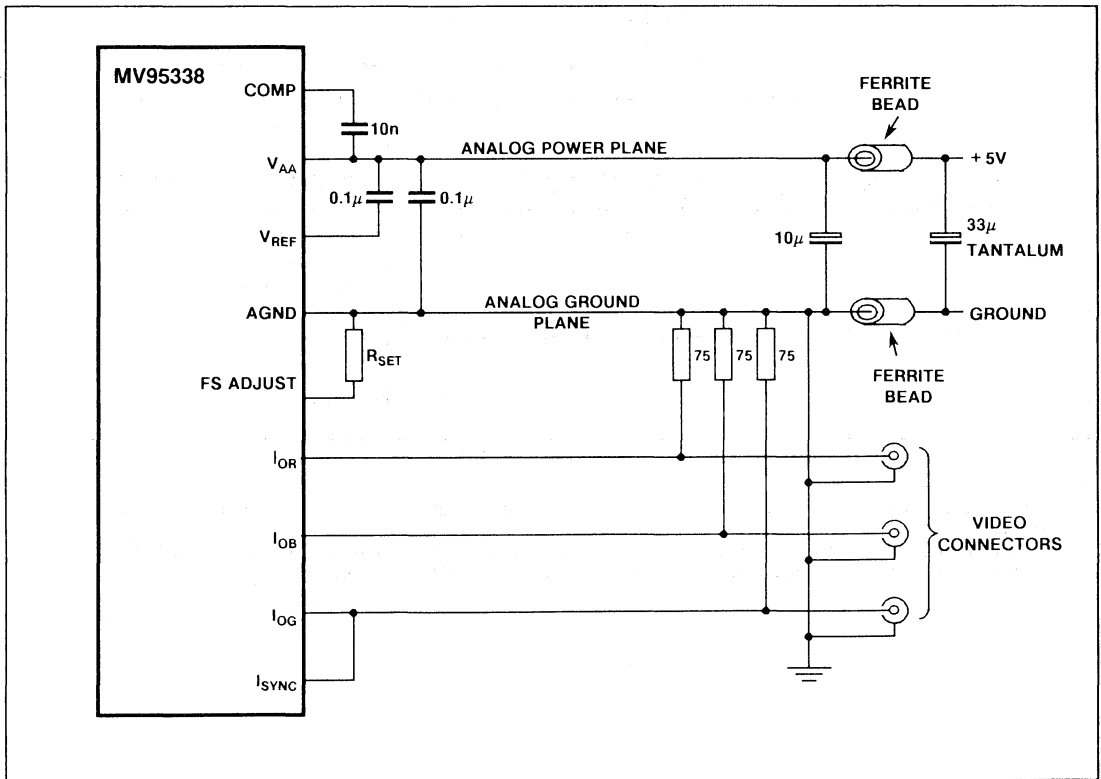 MV95338
COMP
10n
FERRITE
BEAD
V_AA
ANALOG POWER PLANE
+ 5V
0.1μ
0.1μ
V_REF
10μ
33μ
TANTALUM
AGND
ANALOG GROUND
PLANE
GROUND
R_SET
75
75
75
FS ADJUST
FERRITE
BEAD
I_OR
I_OB
VIDEO
CONNECTORS
I_OG
I_SYNC